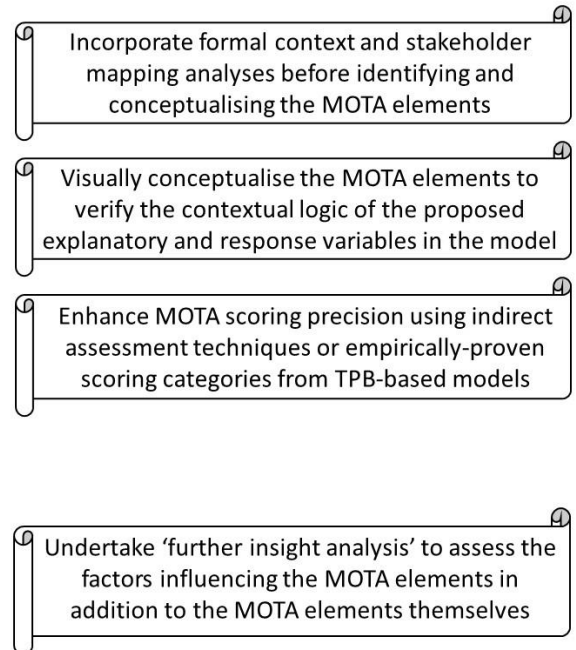 Incorporate formal context and stakeholder
mapping analyses before identifying and
conceptualising the MOTA elements
Visually conceptualise the MOTA elements to
verify the contextual logic of the proposed
explanatory and response variables in the model
Enhance MOTA scoring precision using indirect
assessment techniques or empirically-proven
scoring categories from TPB-based models
Undertake ‘further insight analysis’ to assess the
factors influencing the MOTA elements in
addition to the MOTA elements themselves